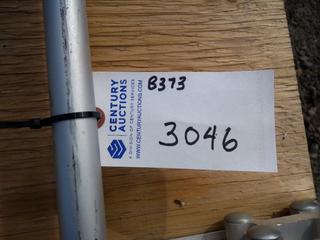 CENTURY
AUCTIONS
A DIVISION OF CENTURY SERVICES
WWW.CENTURYAUCTIONS.COM
B373
3046